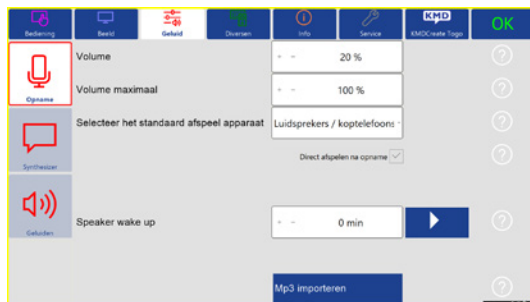 Bediening
Beeld
Geluid
Diversen
Info
Service
KMD
KMDCreate Togo
OK
Opname
Volume
+ - 20 %
Volume maximaal
+ - 100 %
Selecteer het standaard afspeel apparaat
Luidsprekers / koptelefoons
Direct afspelen na opname
Synthesizer
Geluiden
Speaker wake up
+ - 0 min
Mp3 importeren